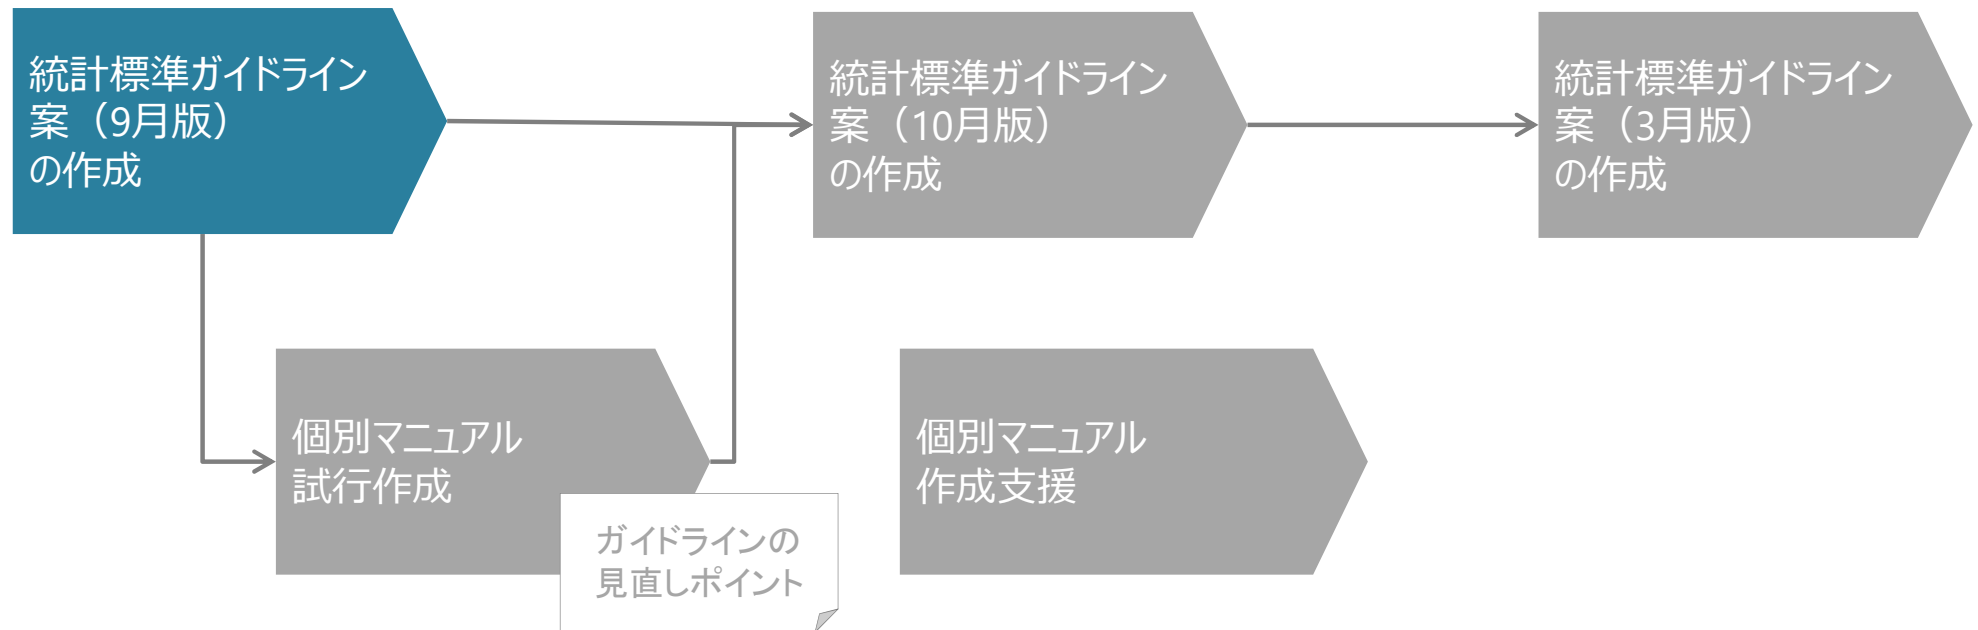 統計標準ガイドライン
案（9月版）
の作成
統計標準ガイドライン
案（10月版）
の作成
統計標準ガイドライン
案（3月版）
の作成
個別マニュアル
試行作成
ガイドラインの
見直しポイント
個別マニュアル
作成支援